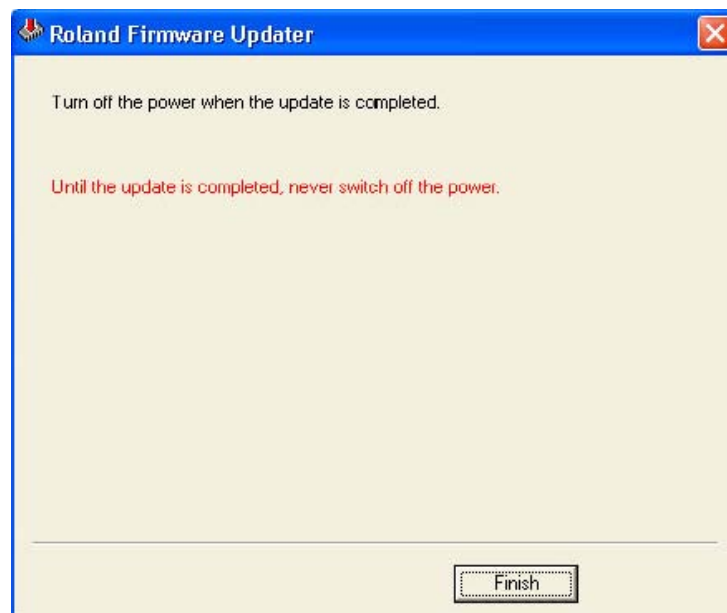 Roland Firmware Updater
Turn off the power when the update is completed.
Until the update is completed, never switch off the power.
Finish